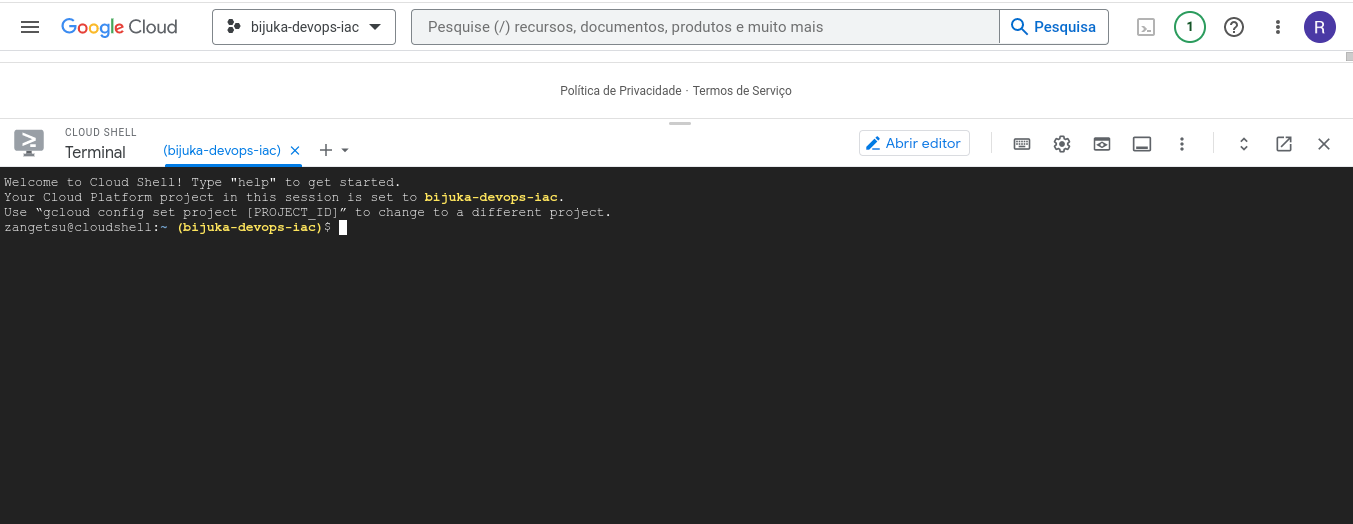 Google Cloud
bijuka-devops-iac
Pesquise (/) recursos, documentos, produtos e muito mais
Pesquisa
1
R
Política de Privacidade · Termos de Serviço
CLOUD SHELL
Terminal
(bijuka-devops-iac)
Abrir editor
Welcome to Cloud Shell! Type "help" to get started.
Your Cloud Platform project in this session is set to bijuka-devops-iac.
Use “gcloud config set project [PROJECT_ID]” to change to a different project.
zangetsu@cloudshell:~ (bijuka-devops-iac)$